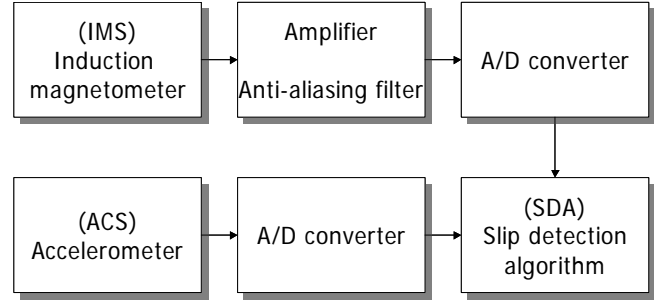 (IMS)
Induction
magnetometer
Amplifier
Anti-aliasing filter
A/D converter
(ACS)
Accelerometer
A/D converter
(SDA)
Slip detection
algorithm